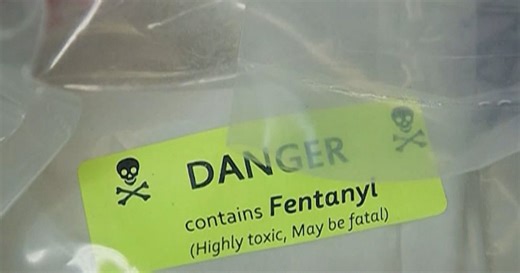 DANGER
contains Fentanyl
(Highly toxic, May be fatal)